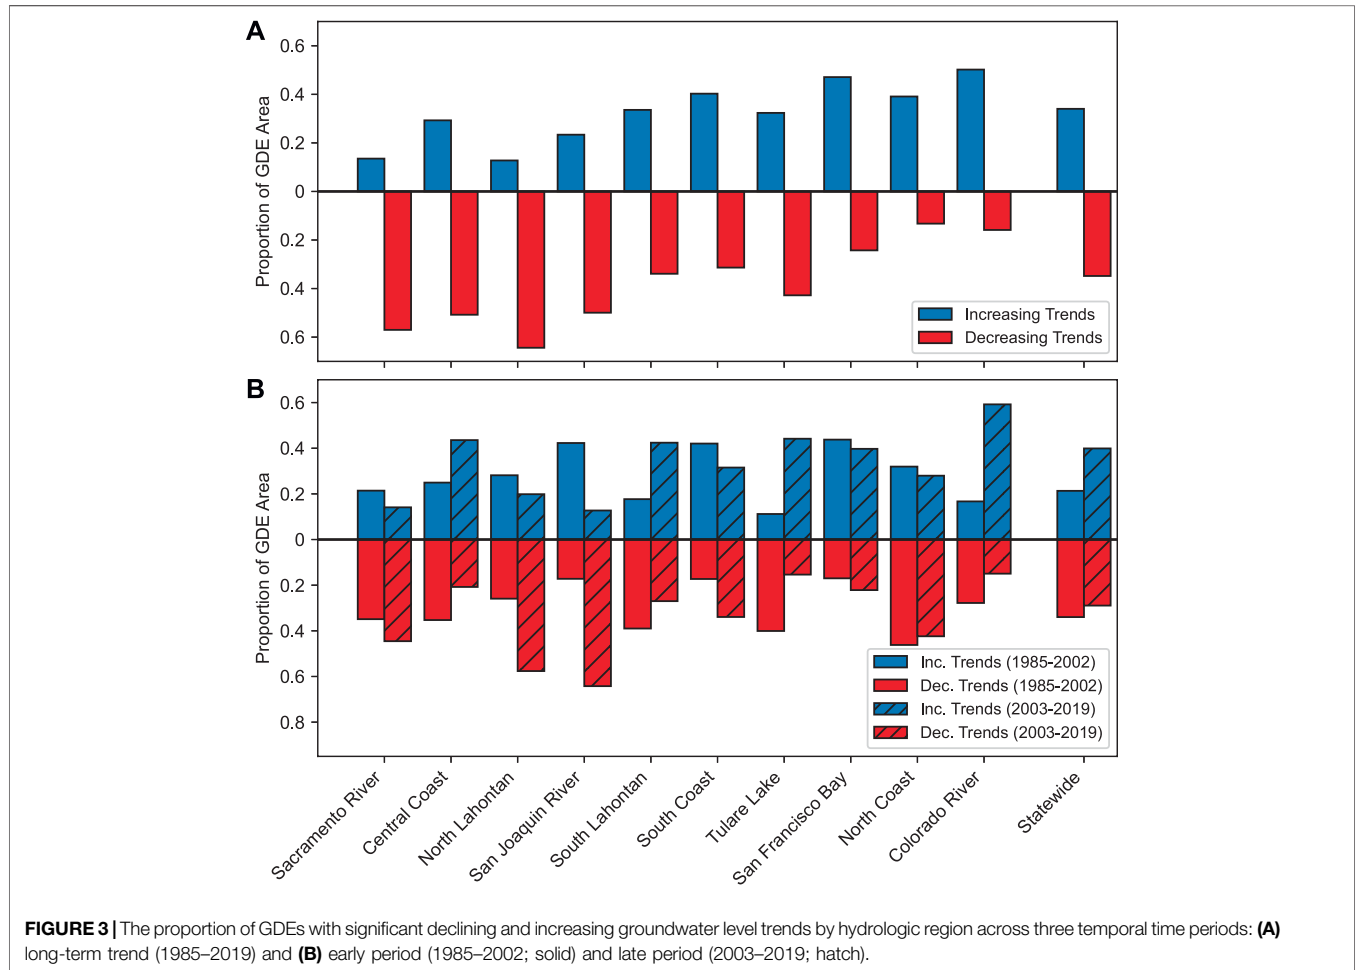 A
Proportion of GDE Area
0.6
0.4
0.2
0
0.2
0.4
0.6
Increasing Trends
Decreasing Trends
B
Proportion of GDE Area
0.6
0.4
0.2
0
0.2
0.4
0.6
0.8
Inc. Trends (1985-2002)
Dec. Trends (1985-2002)
Inc. Trends (2003-2019)
Dec. Trends (2003-2019)
Sacramento River
Central Coast
North Lahontan
San Joaquin River
South Lahontan
South Coast
Tulare Lake
San Francisco Bay
North Coast
Colorado River
Statewide
FIGURE 3 | The proportion of GDEs with significant declining and increasing groundwater level trends by hydrologic region across three temporal time periods: (A)
long-term trend (1985–2019) and (B) early period (1985–2002; solid) and late period (2003–2019; hatch).